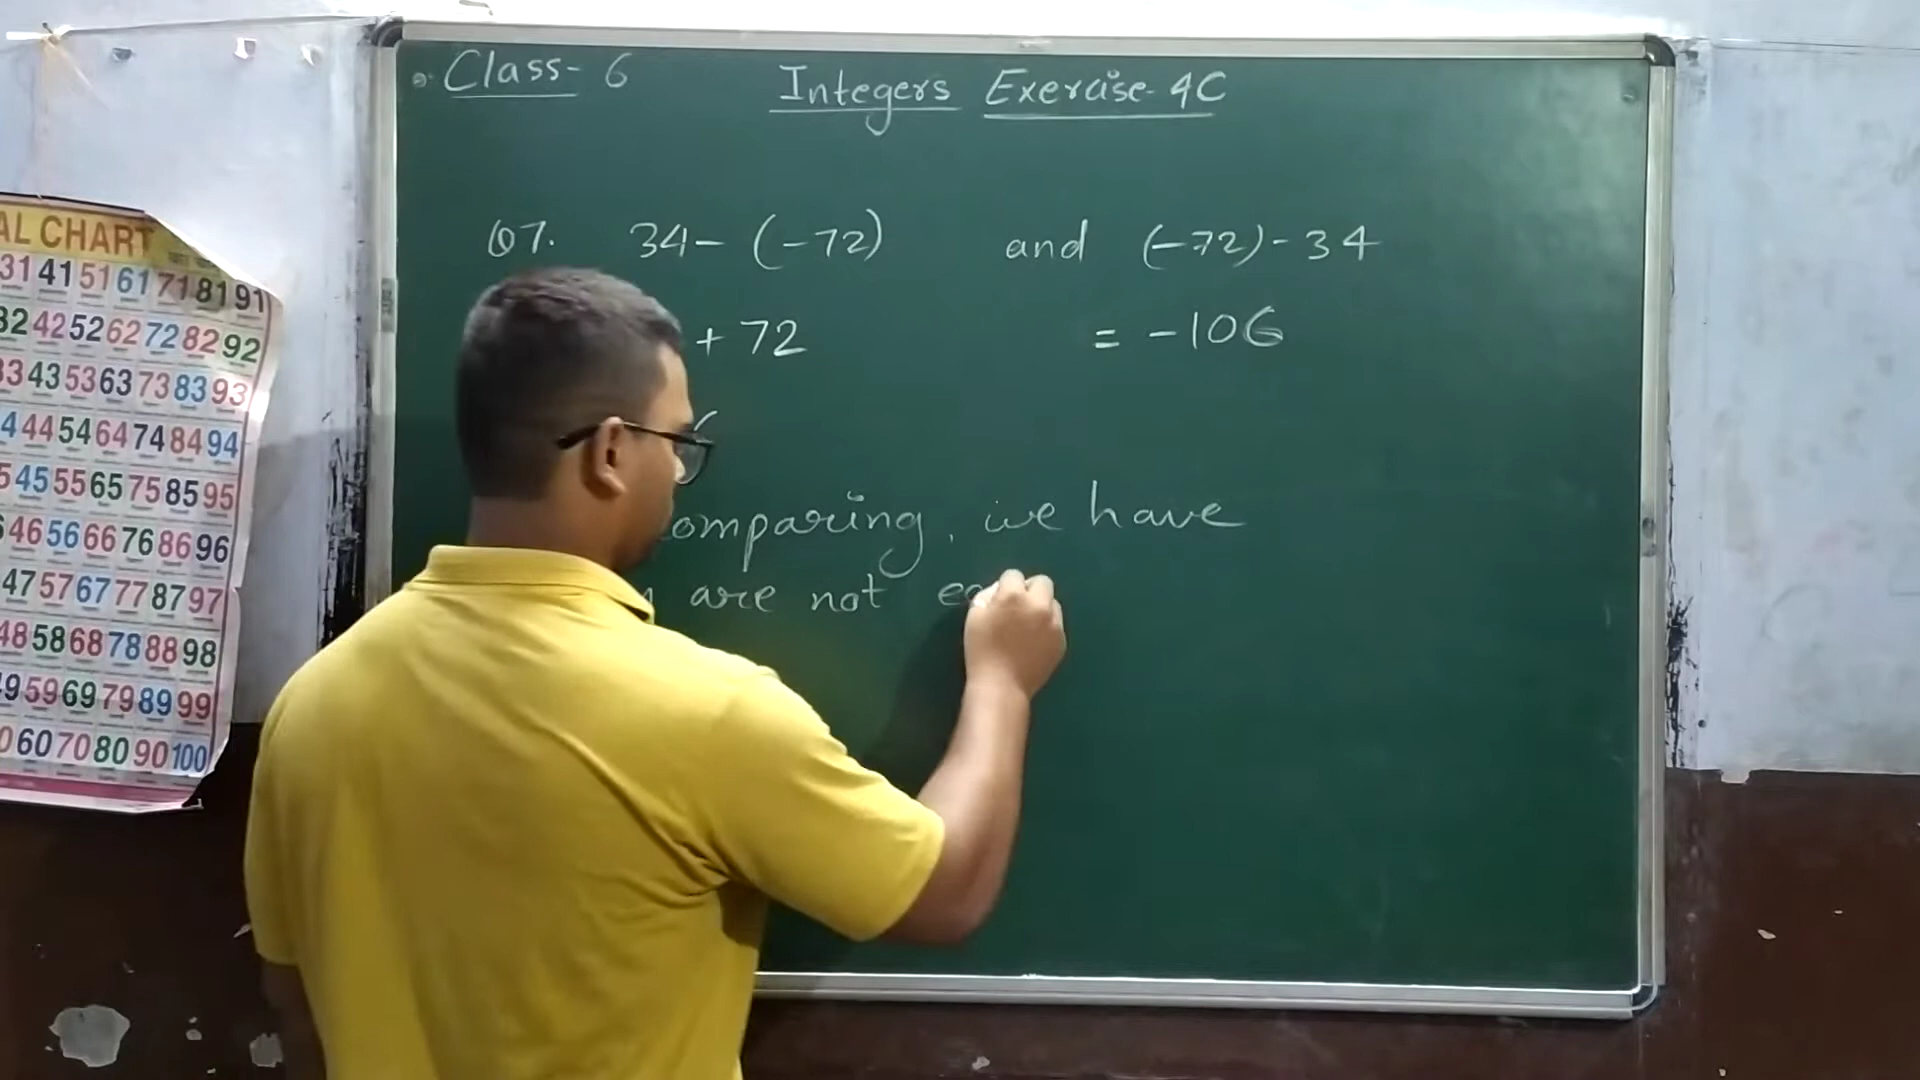 Class- 6
Integers Exercise-4C
Q7. 34-(-72) and (-72)-34
+72 = -106
omparing, we have
are not
AL CHART
31 41 51 61 71 81 91
32 42 52 62 72 82 92
33 43 53 63 73 83 93
4 44 54 64 74 84 94
5 45 55 65 75 85 95
46 56 66 76 86 96
47 57 67 77 87 97
48 58 68 78 88 98
49 59 69 79 89 99
0 60 70 80 90 100